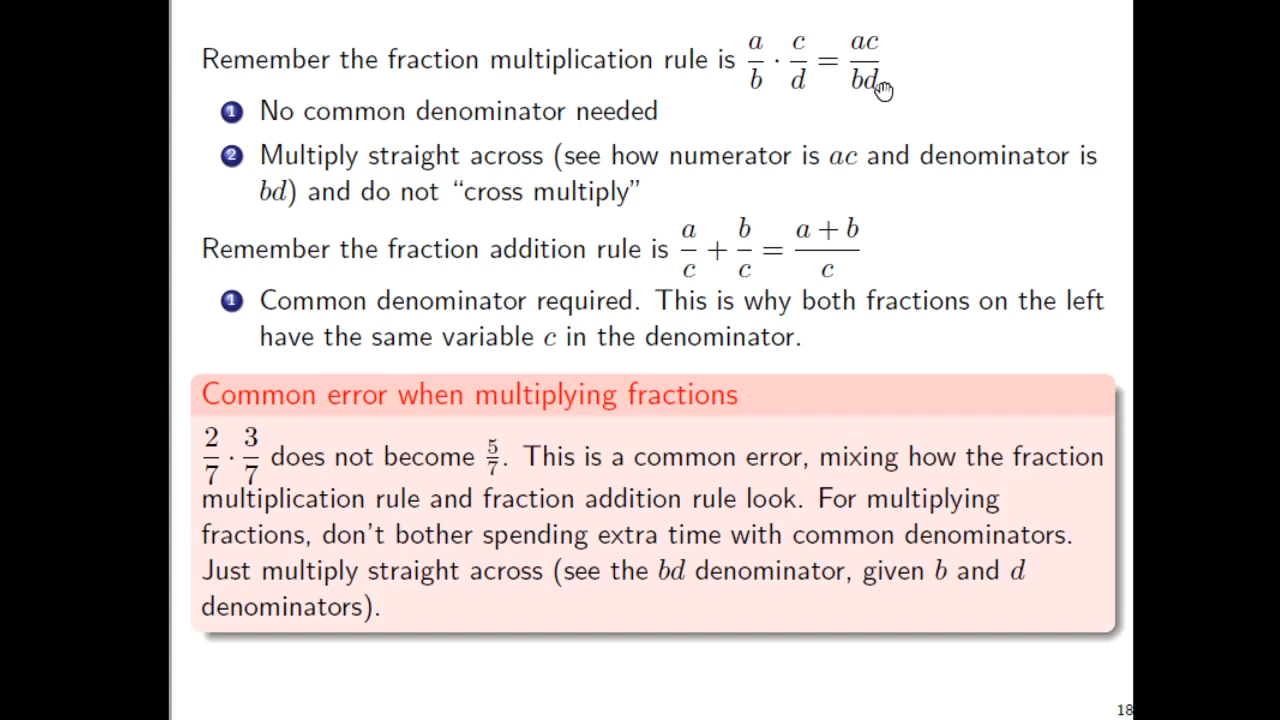 Remember the fraction multiplication rule is a/b · c/d = ac/bd
1 No common denominator needed
2 Multiply straight across (see how numerator is ac and denominator is
bd) and do not “cross multiply”
Remember the fraction addition rule is a/c + b/c = (a + b)/c
1 Common denominator required. This is why both fractions on the left
have the same variable c in the denominator.
Common error when multiplying fractions
2/7 · 3/7 does not become 5/7. This is a common error, mixing how the fraction
multiplication rule and fraction addition rule look. For multiplying
fractions, don’t bother spending extra time with common denominators.
Just multiply straight across (see the bd denominator, given b and d
denominators).
18